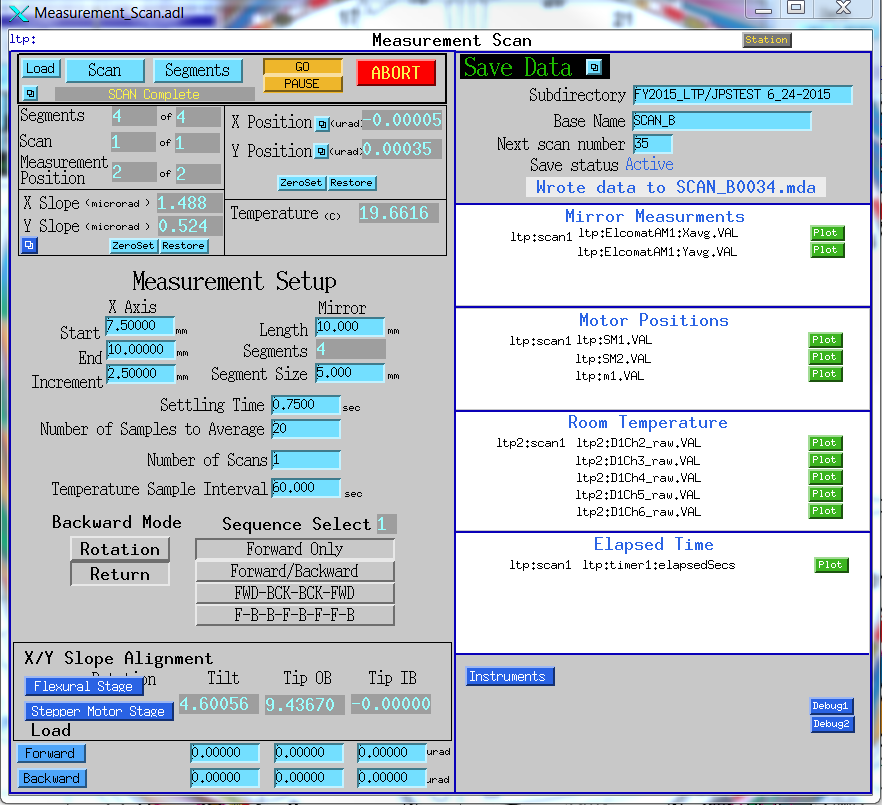 Measurement_Scan.adl
ltp:
Measurement Scan
Station
Load
Scan
Segments
GO
PAUSE
ABORT
SCAN Complete
Segments 4 of 4
Scan 1 of 1
Measurement
Position 2 of 2
X Position (urad) -0.00005
Y Position (urad) 0.00035
ZeroSet Restore
X Slope (microrad ) 1.488
Y Slope (microrad ) 0.524
ZeroSet Restore
Temperature (C) 19.6616
Measurement Setup
X Axis
Start 7.50000 mm
End 10.00000 mm
Increment 2.50000 mm
Mirror
Length 10.000 mm
Segments 4
Segment Size 5.000 mm
Settling Time 0.7500 sec
Number of Samples to Average 20
Number of Scans 1
Temperature Sample Interval 60.000 sec
Backward Mode
Rotation
Return
Sequence Select 1
Forward Only
Forward/Backward
FWD-BCK-BCK-FWD
F-B-B-F-B-F-F-B
X/Y Slope Alignment
Tilt Tip OB Tip IB
Flexural Stage
Stepper Motor Stage 4.60056 9.43670 -0.00000
Load
Forward 0.00000 0.00000 0.00000 urad
Backward 0.00000 0.00000 0.00000 urad
Save Data
Subdirectory FY2015_LTP/JPSTEST 6_24-2015
Base Name SCAN_B
Next scan number 35
Save status Active
Wrote data to SCAN_B0034.mda
Mirror Measurments
ltp:scan1 ltp:ElcomatAM1:Xavg.VAL Plot
ltp:ElcomatAM1:Yavg.VAL Plot
Motor Positions
ltp:scan1 ltp:SM1.VAL Plot
ltp:SM2.VAL Plot
ltp:m1.VAL Plot
Room Temperature
ltp2:scan1 ltp2:D1Ch2_raw.VAL Plot
ltp2:D1Ch3_raw.VAL Plot
ltp2:D1Ch4_raw.VAL Plot
ltp2:D1Ch5_raw.VAL Plot
ltp2:D1Ch6_raw.VAL Plot
Elapsed Time
ltp:scan1 ltp:timer1:elapsedSecs Plot
Instruments
Debug1
Debug2